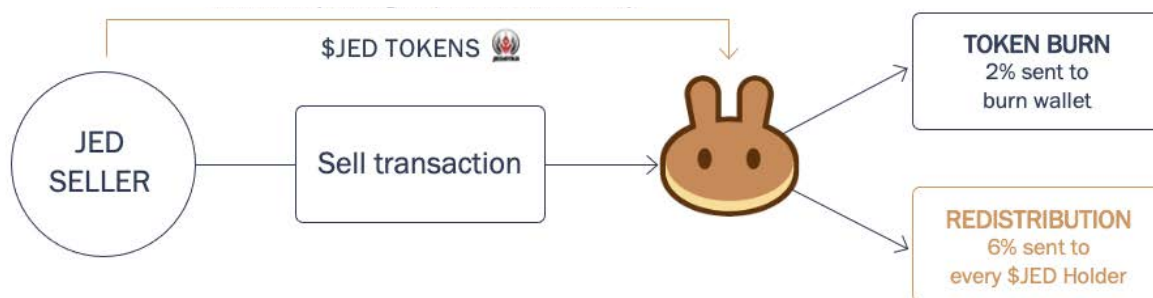 $JED TOKENS
JED
SELLER
Sell transaction
TOKEN BURN
2% sent to
burn wallet
REDISTRIBUTION
6% sent to
every $JED Holder